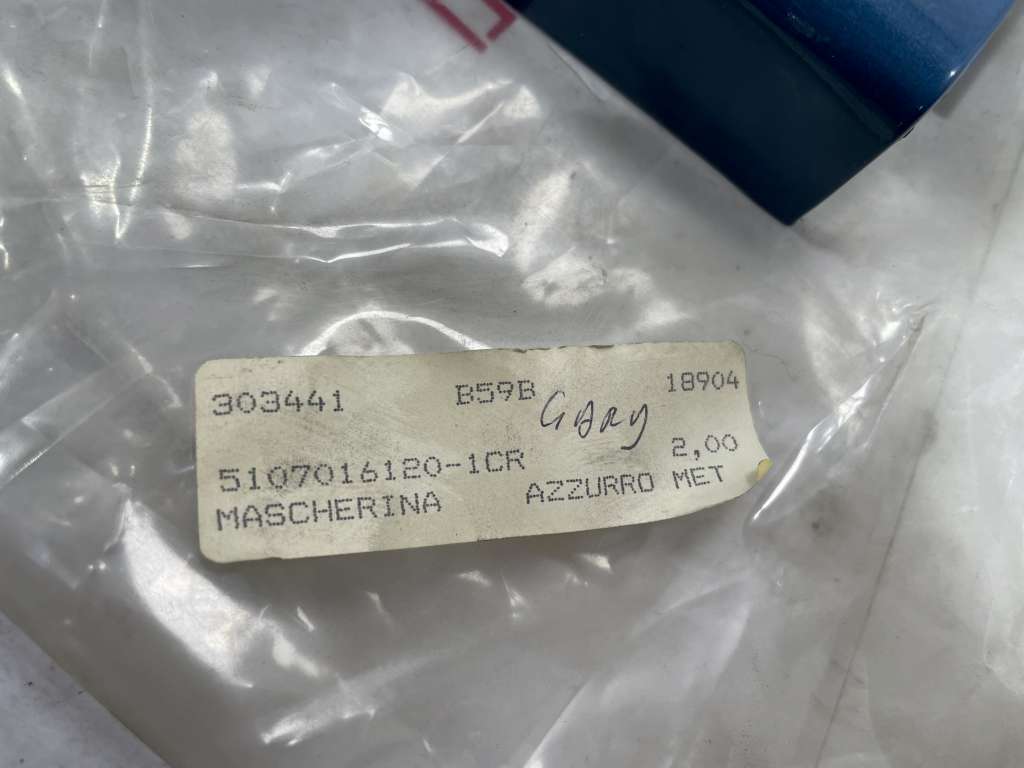 303441 B59B 18904
Gary
5107016120-1CR 2,00
MASCHERINA AZZURRO MET